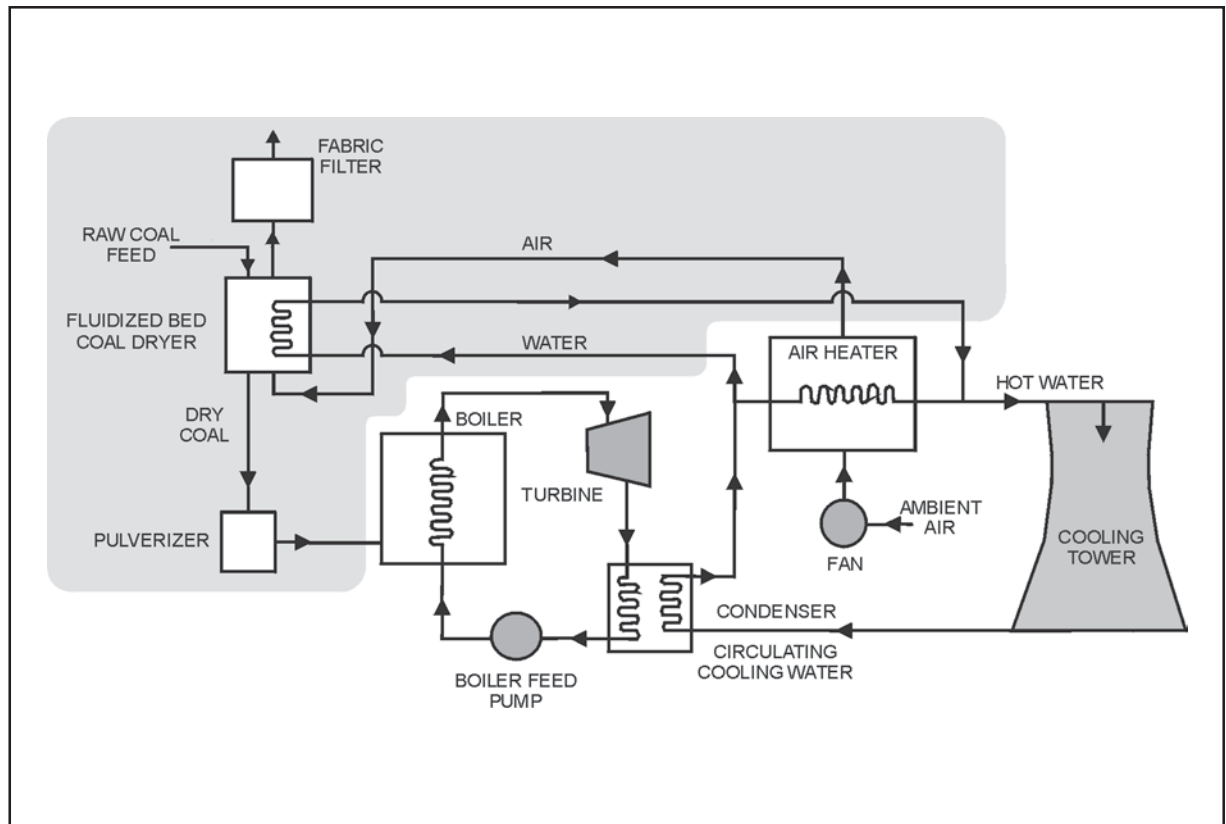 FABRIC
FILTER
RAW COAL
FEED
AIR
FLUIDIZED BED
COAL DRYER
WATER
AIR HEATER
HOT WATER
DRY
COAL
BOILER
TURBINE
PULVERIZER
AMBIENT
AIR
FAN
COOLING
TOWER
CONDENSER
CIRCULATING
COOLING WATER
BOILER FEED
PUMP